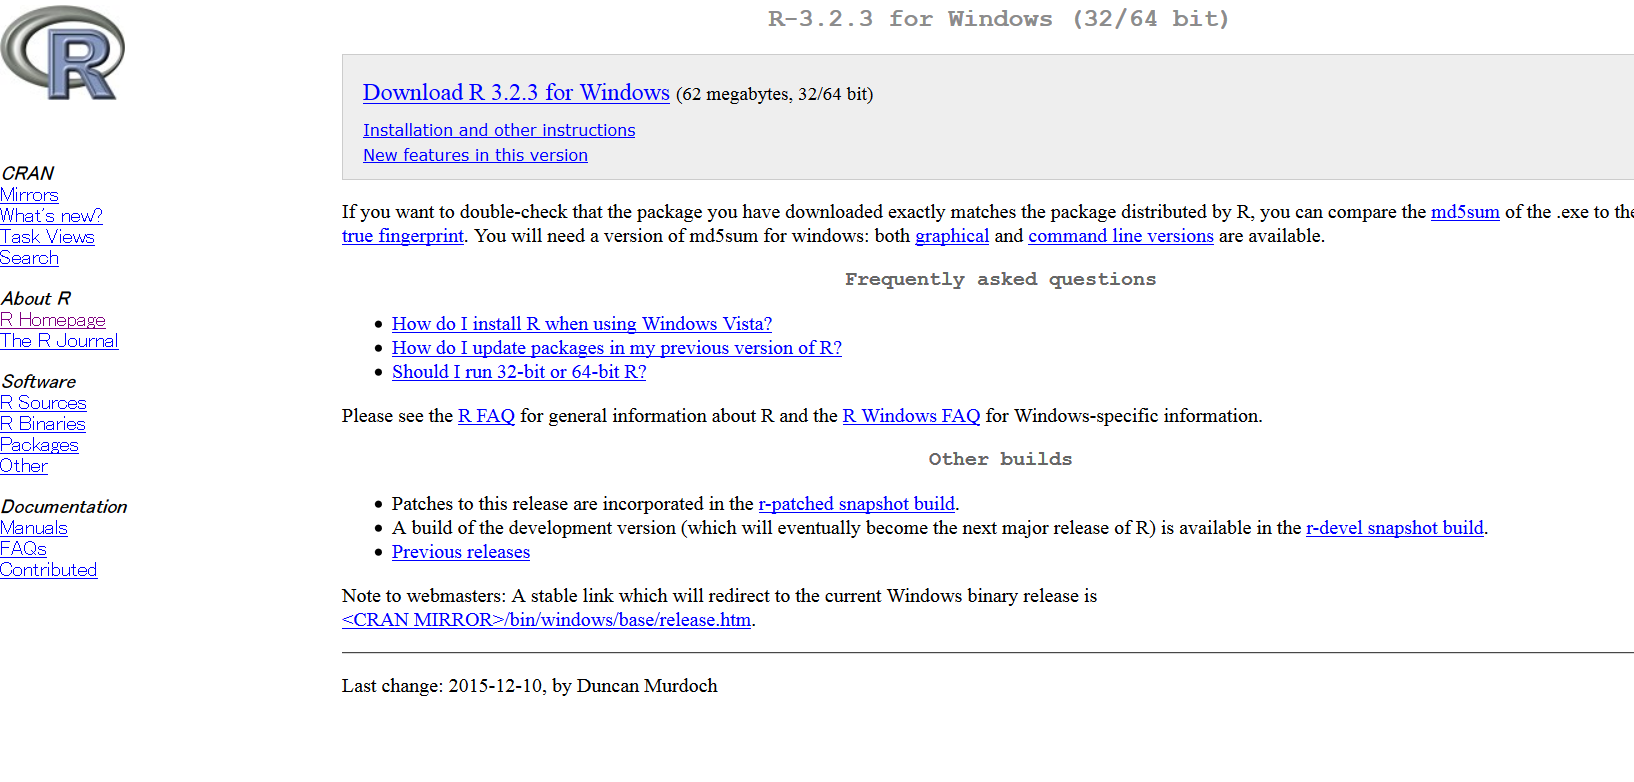 R
R-3.2.3 for Windows (32/64 bit)
Download R 3.2.3 for Windows (62 megabytes, 32/64 bit)
Installation and other instructions
New features in this version
CRAN
Mirrors
What's new?
Task Views
Search
About R
R Homepage
The R Journal
Software
R Sources
R Binaries
Packages
Other
Documentation
Manuals
FAQs
Contributed
If you want to double-check that the package you have downloaded exactly matches the package distributed by R, you can compare the md5sum of the .exe to the
true fingerprint. You will need a version of md5sum for windows: both graphical and command line versions are available.
Frequently asked questions
• How do I install R when using Windows Vista?
• How do I update packages in my previous version of R?
• Should I run 32-bit or 64-bit R?
Please see the R FAQ for general information about R and the R Windows FAQ for Windows-specific information.
Other builds
• Patches to this release are incorporated in the r-patched snapshot build.
• A build of the development version (which will eventually become the next major release of R) is available in the r-devel snapshot build.
• Previous releases
Note to webmasters: A stable link which will redirect to the current Windows binary release is
<CRAN MIRROR>/bin/windows/base/release.htm.
Last change: 2015-12-10, by Duncan Murdoch